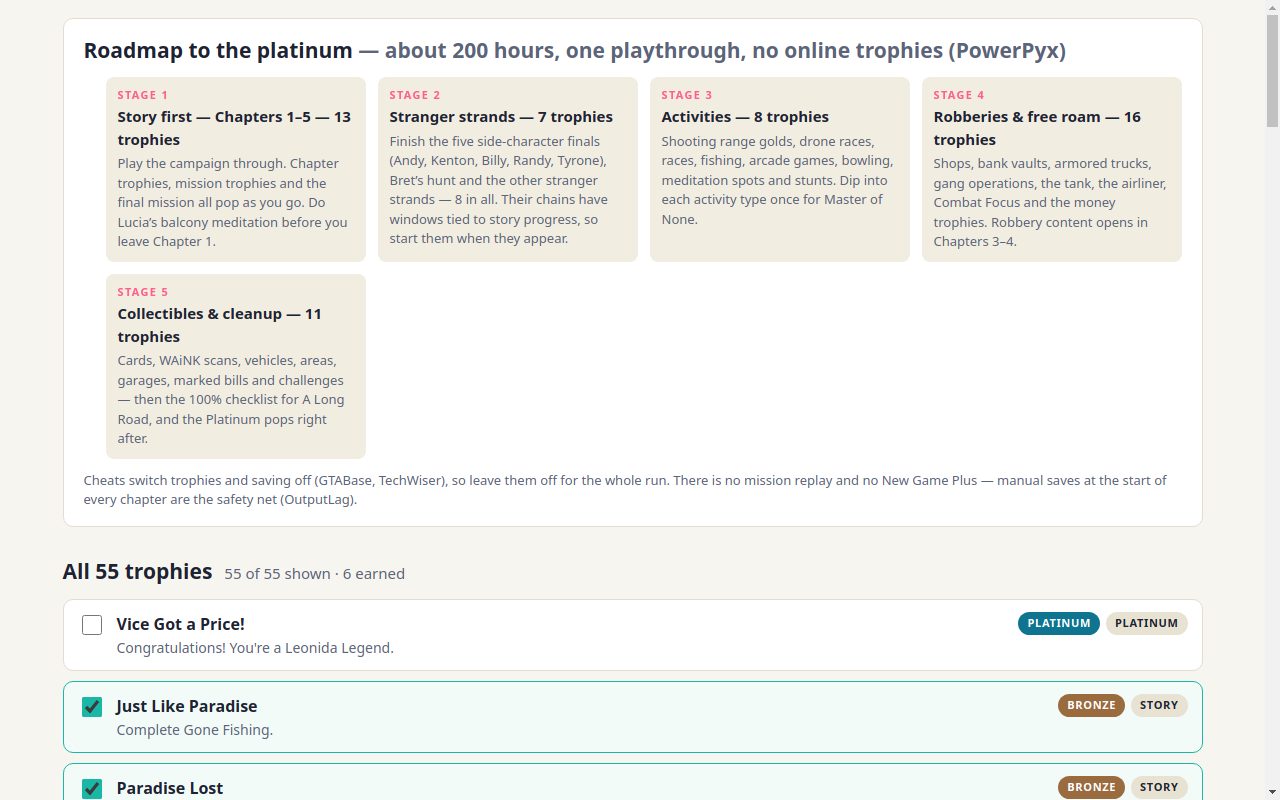 Roadmap to the platinum — about 200 hours, one playthrough, no online trophies (PowerPyx)
STAGE 1
Story first — Chapters 1–5 — 13
trophies
Play the campaign through. Chapter
trophies, mission trophies and the
final mission all pop as you go. Do
Lucia’s balcony meditation before you
leave Chapter 1.
STAGE 2
Stranger strands — 7 trophies
Finish the five side-character finals
(Andy, Kenton, Billy, Randy, Tyrone),
Bret’s hunt and the other stranger
strands — 8 in all. Their chains have
windows tied to story progress, so
start them when they appear.
STAGE 3
Activities — 8 trophies
Shooting range golds, drone races,
races, fishing, arcade games, bowling,
meditation spots and stunts. Dip into
each activity type once for Master of
None.
STAGE 4
Robberies & free roam — 16
trophies
Shops, bank vaults, armored trucks,
gang operations, the tank, the airliner,
Combat Focus and the money
trophies. Robbery content opens in
Chapters 3–4.
STAGE 5
Collectibles & cleanup — 11
trophies
Cards, WAiNK scans, vehicles, areas,
garages, marked bills and challenges
— then the 100% checklist for A Long
Road, and the Platinum pops right
after.
Cheats switch trophies and saving off (GTABase, TechWiser), so leave them off for the whole run. There is no mission replay and no New Game Plus — manual saves at the start of
every chapter are the safety net (OutputLag).
All 55 trophies 55 of 55 shown · 6 earned
Vice Got a Price! PLATINUM PLATINUM
Congratulations! You're a Leonida Legend.
Just Like Paradise BRONZE STORY
Complete Gone Fishing.
Paradise Lost BRONZE STORY